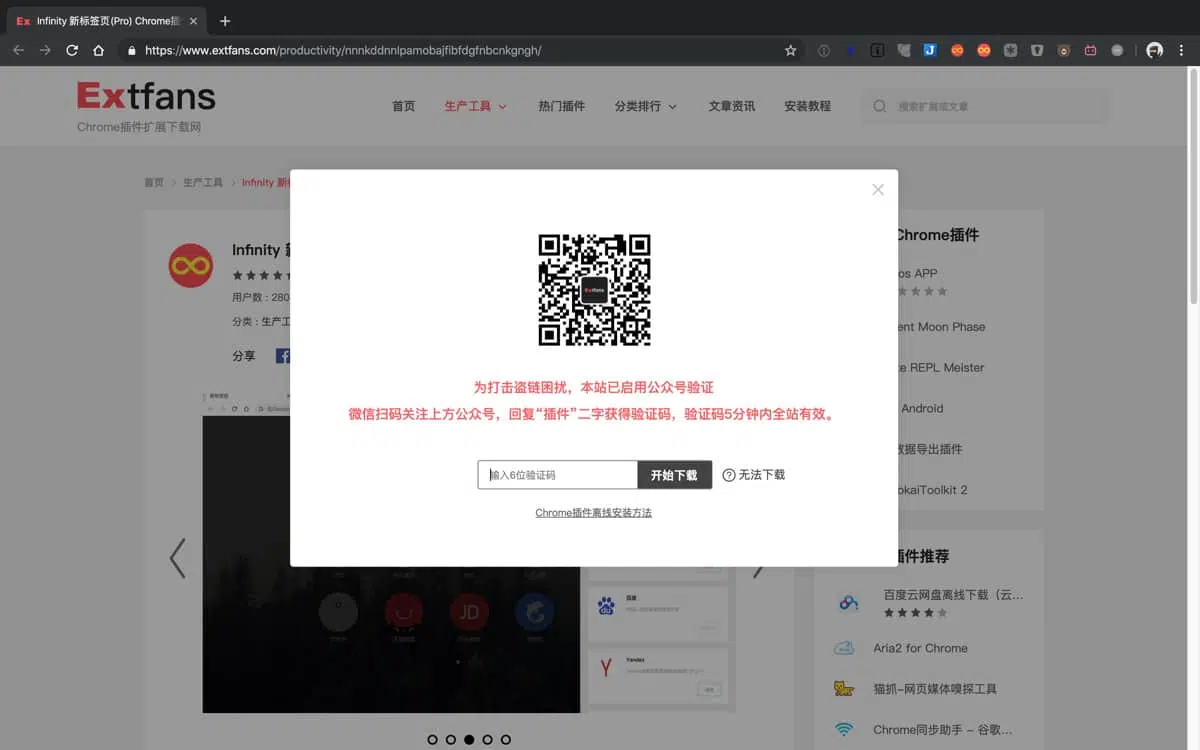 Ex Infinity 新标签页(Pro) Chrome插
https://www.extfans.com/productivity/nnnkddnnlpamobajfibfdgfnbcnkgngh/
Extfans
Chrome插件扩展下载网
首页 生产工具 热门插件 分类排行 文章资讯 安装教程 搜索扩展或文章
首页 > 生产工具 > Infinity 新
Infinity
用户数：280
分类：生产工
分享
Extfans
为打击盗链困扰，本站已启用公众号验证
微信扫码关注上方公众号，回复“插件”二字获得验证码，验证码5分钟内全站有效。
输入6位验证码 开始下载 无法下载
Chrome插件离线安装方法
Chrome插件
os APP
ent Moon Phase
te REPL Meister
Android
数据导出插件
okaiToolkit 2
插件推荐
百度云网盘离线下载（云…
Aria2 for Chrome
猫抓-网页媒体嗅探工具
Chrome同步助手 – 谷歌…
JD
百度
Yandex